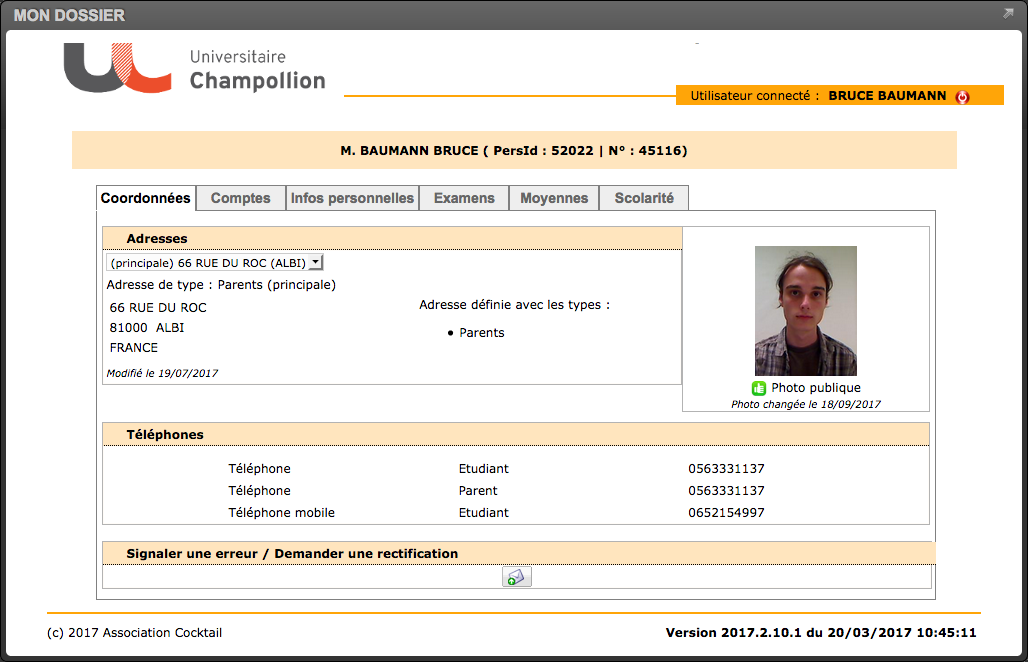 MON DOSSIER
Universitaire
Champollion
Utilisateur connecté : BRUCE BAUMANN
M. BAUMANN BRUCE ( PersId : 52022 | N° : 45116)
Coordonnées Comptes Infos personnelles Examens Moyennes Scolarité
Adresses
(principale) 66 RUE DU ROC (ALBI)
Adresse de type : Parents (principale)
66 RUE DU ROC
81000 ALBI
FRANCE
Modifié le 19/07/2017
Adresse définie avec les types :
• Parents
Photo publique
Photo changée le 18/09/2017
Téléphones
Téléphone Etudiant 0563331137
Téléphone Parent 0563331137
Téléphone mobile Etudiant 0652154997
Signaler une erreur / Demander une rectification
(c) 2017 Association Cocktail
Version 2017.2.10.1 du 20/03/2017 10:45:11